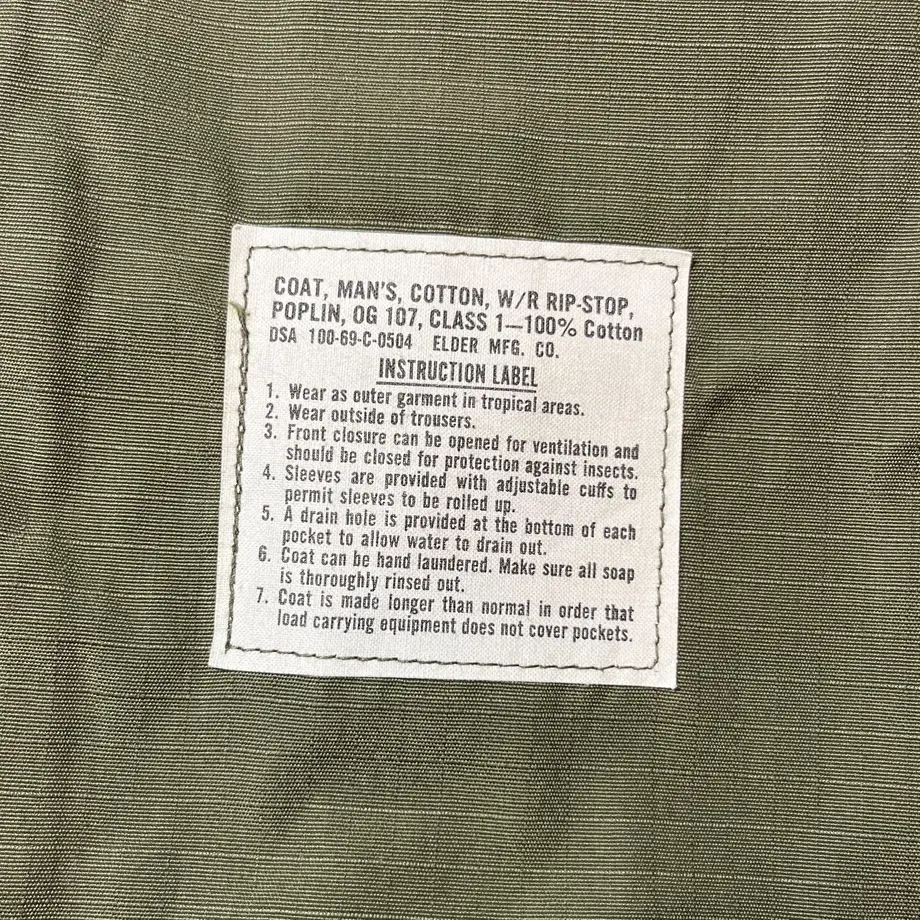 COAT, MAN'S, COTTON, W/R RIP-STOP,
POPLIN, OG 107, CLASS 1—100% Cotton
DSA 100-69-C-0504 ELDER MFG. CO.
INSTRUCTION LABEL
1. Wear as outer garment in tropical areas.
2. Wear outside of trousers.
3. Front closure can be opened for ventilation and
should be closed for protection against insects.
4. Sleeves are provided with adjustable cuffs to
permit sleeves to be rolled up.
5. A drain hole is provided at the bottom of each
pocket to allow water to drain out.
6. Coat can be hand laundered. Make sure all soap
is thoroughly rinsed out.
7. Coat is made longer than normal in order that
load carrying equipment does not cover pockets.